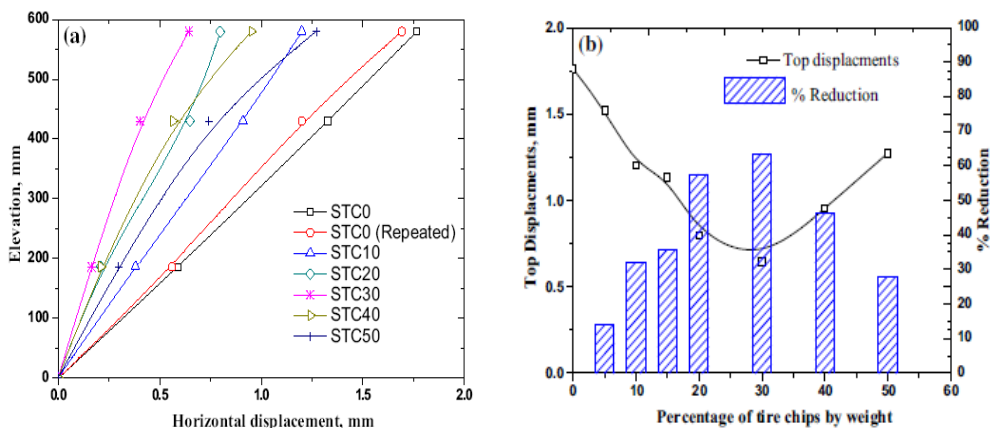 (a)
600
500
400
300
200
100
0
Elevation, mm
STC0
STC0 (Repeated)
STC10
STC20
STC30
STC40
STC50
0.0
0.5
1.0
1.5
2.0
Horizontal displacement, mm
(b)
2.0
1.5
1.0
0.5
0.0
Top Displacments, mm
Top displacments
% Reduction
100
90
80
70
60
50
40
30
20
10
0
% Reduction
0
10
20
30
40
50
60
Percentage of tire chips by weight